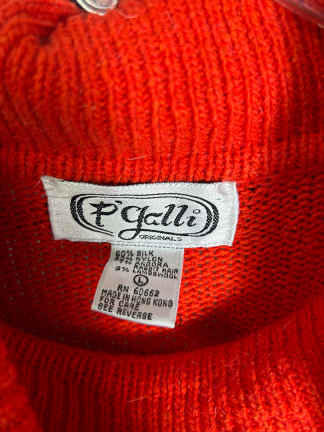 P'galli
ORIGINALS
60% SILK
NYLON
ANGORA
RABBIT HAIR
LAMBSWOOL
L
RN 60662
MADE IN HONG KONG
FOR CARE
SEE REVERSE